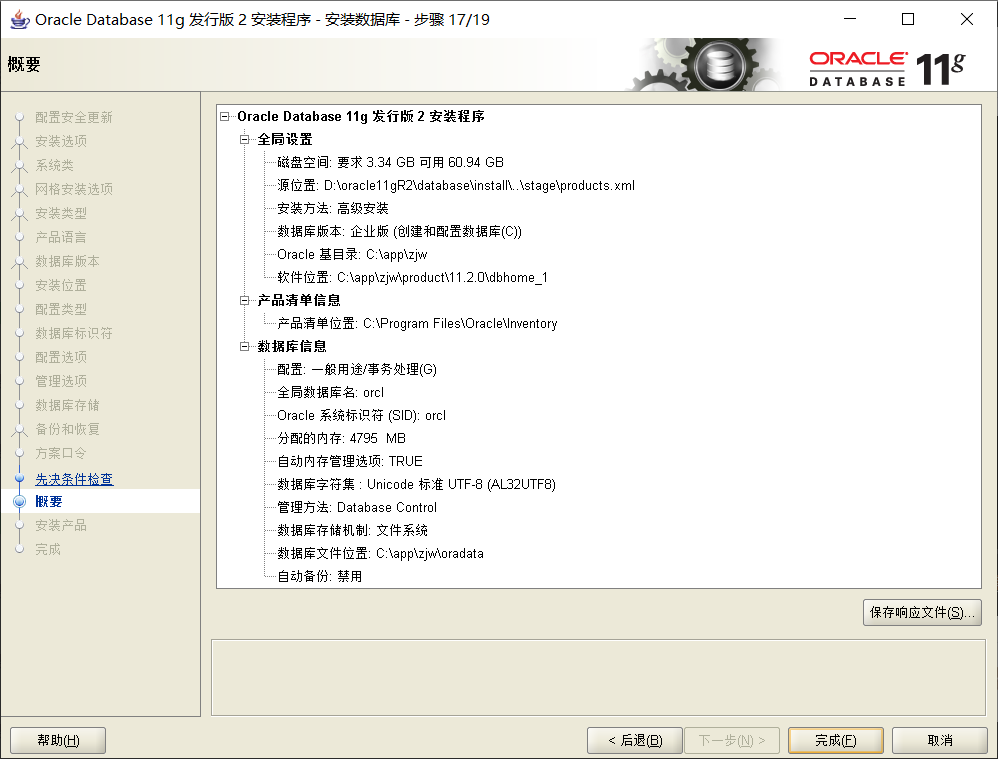 Oracle Database 11g 发行版 2 安装程序 - 安装数据库 - 步骤 17/19
概要
ORACLE
DATABASE
11g
配置安全更新
安装选项
系统类
网格安装选项
安装类型
产品语言
数据库版本
安装位置
配置类型
数据库标识符
配置选项
管理选项
数据库存储
备份和恢复
方案口令
先决条件检查
概要
安装产品
完成
Oracle Database 11g 发行版 2 安装程序
全局设置
磁盘空间: 要求 3.34 GB 可用 60.94 GB
源位置: D:\oracle11gR2\database\install\..\stage\products.xml
安装方法: 高级安装
数据库版本: 企业版 (创建和配置数据库(C))
Oracle 基目录: C:\app\zjw
软件位置: C:\app\zjw\product\11.2.0\dbhome_1
产品清单信息
产品清单位置: C:\Program Files\Oracle\Inventory
数据库信息
配置: 一般用途/事务处理(G)
全局数据库名: orcl
Oracle 系统标识符 (SID): orcl
分配的内存: 4795 MB
自动内存管理选项: TRUE
数据库字符集 : Unicode 标准 UTF-8 (AL32UTF8)
管理方法: Database Control
数据库存储机制: 文件系统
数据库文件位置: C:\app\zjw\oradata
自动备份: 禁用
保存响应文件(S)...
帮助(H)
< 后退(B)
下一步(N) >
完成(F)
取消